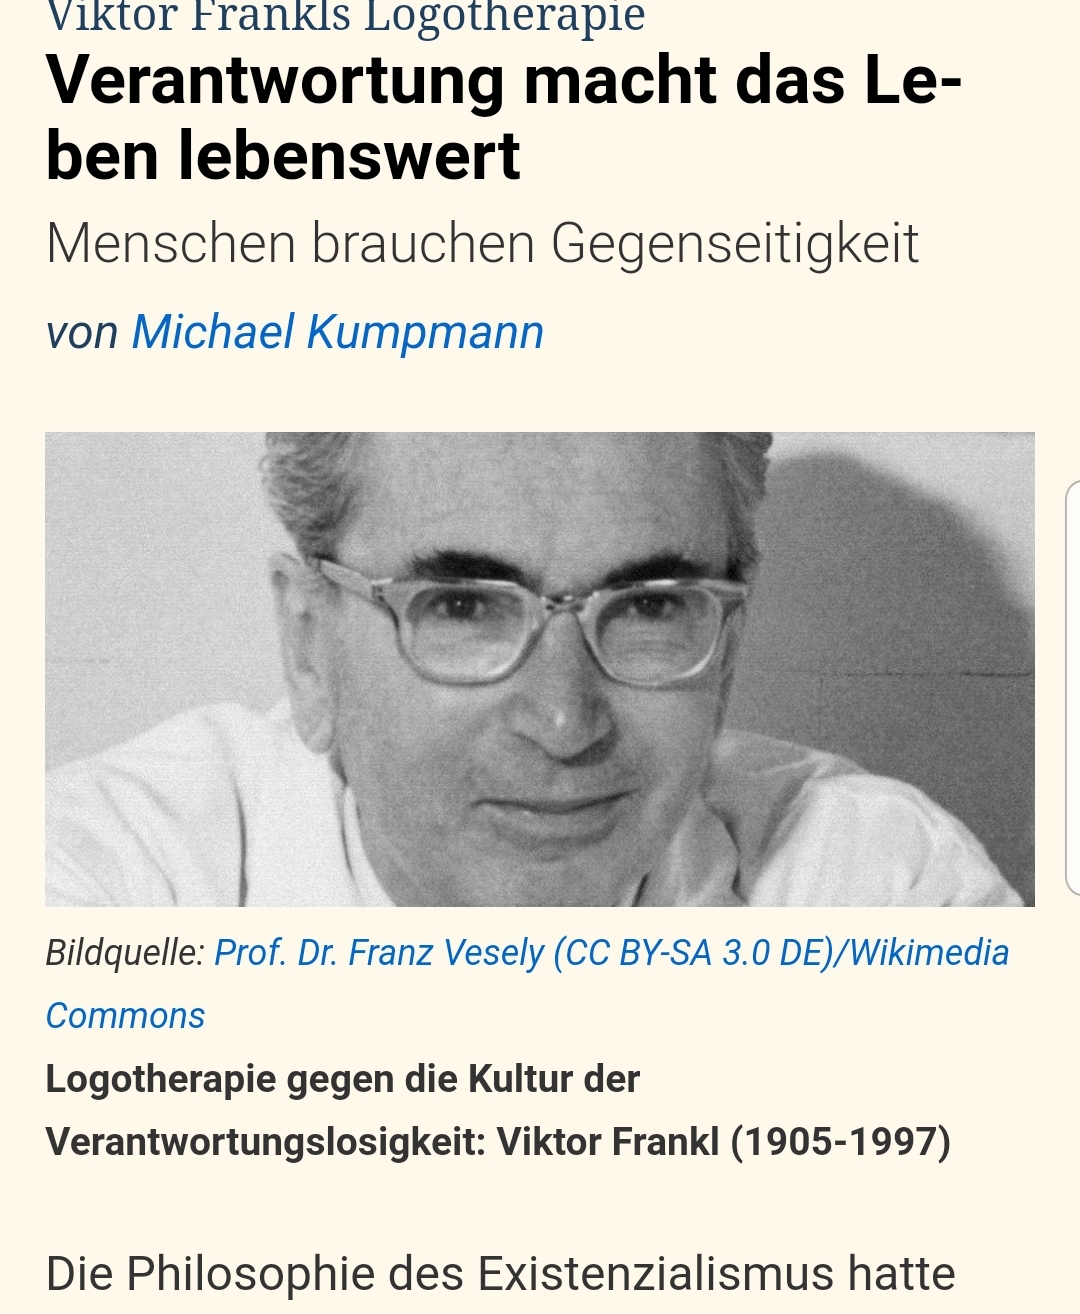 Viktor Frankls Logotherapie
Verantwortung macht das Le-
ben lebenswert
Menschen brauchen Gegenseitigkeit
von Michael Kumpmann
Bildquelle: Prof. Dr. Franz Vesely (CC BY-SA 3.0 DE)/Wikimedia
Commons
Logotherapie gegen die Kultur der
Verantwortungslosigkeit: Viktor Frankl (1905-1997)
Die Philosophie des Existenzialismus hatte